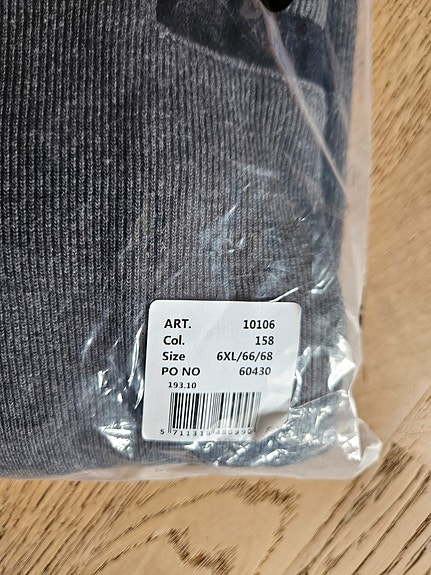 ART. 10106
Col. 158
Size 6XL/66/68
PO NO 60430
193.10